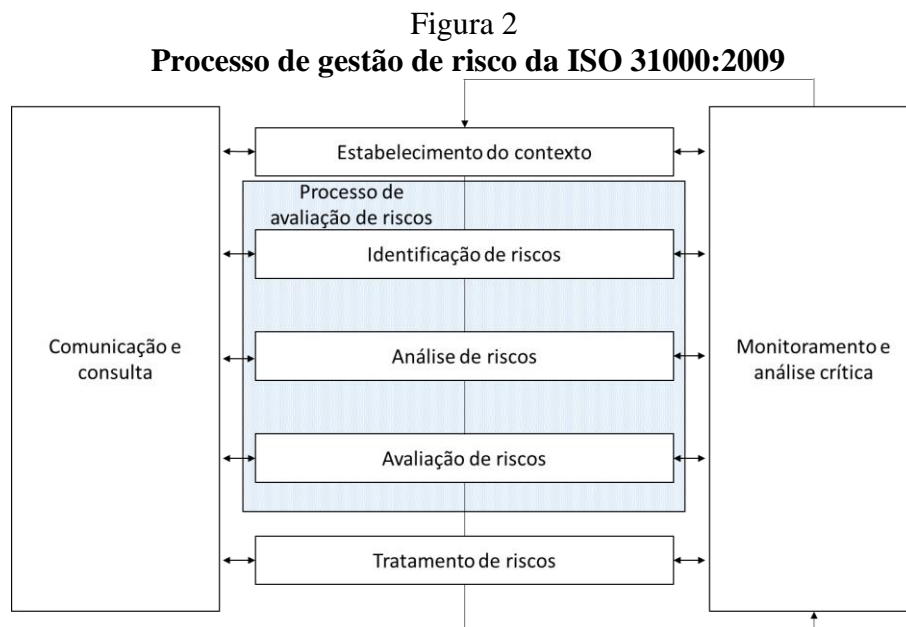 Figura 2
Processo de gestão de risco da ISO 31000:2009
Estabelecimento do contexto
Processo de
avaliação de riscos
Identificação de riscos
Comunicação e
consulta
Análise de riscos
Monitoramento e
análise crítica
Avaliação de riscos
Tratamento de riscos